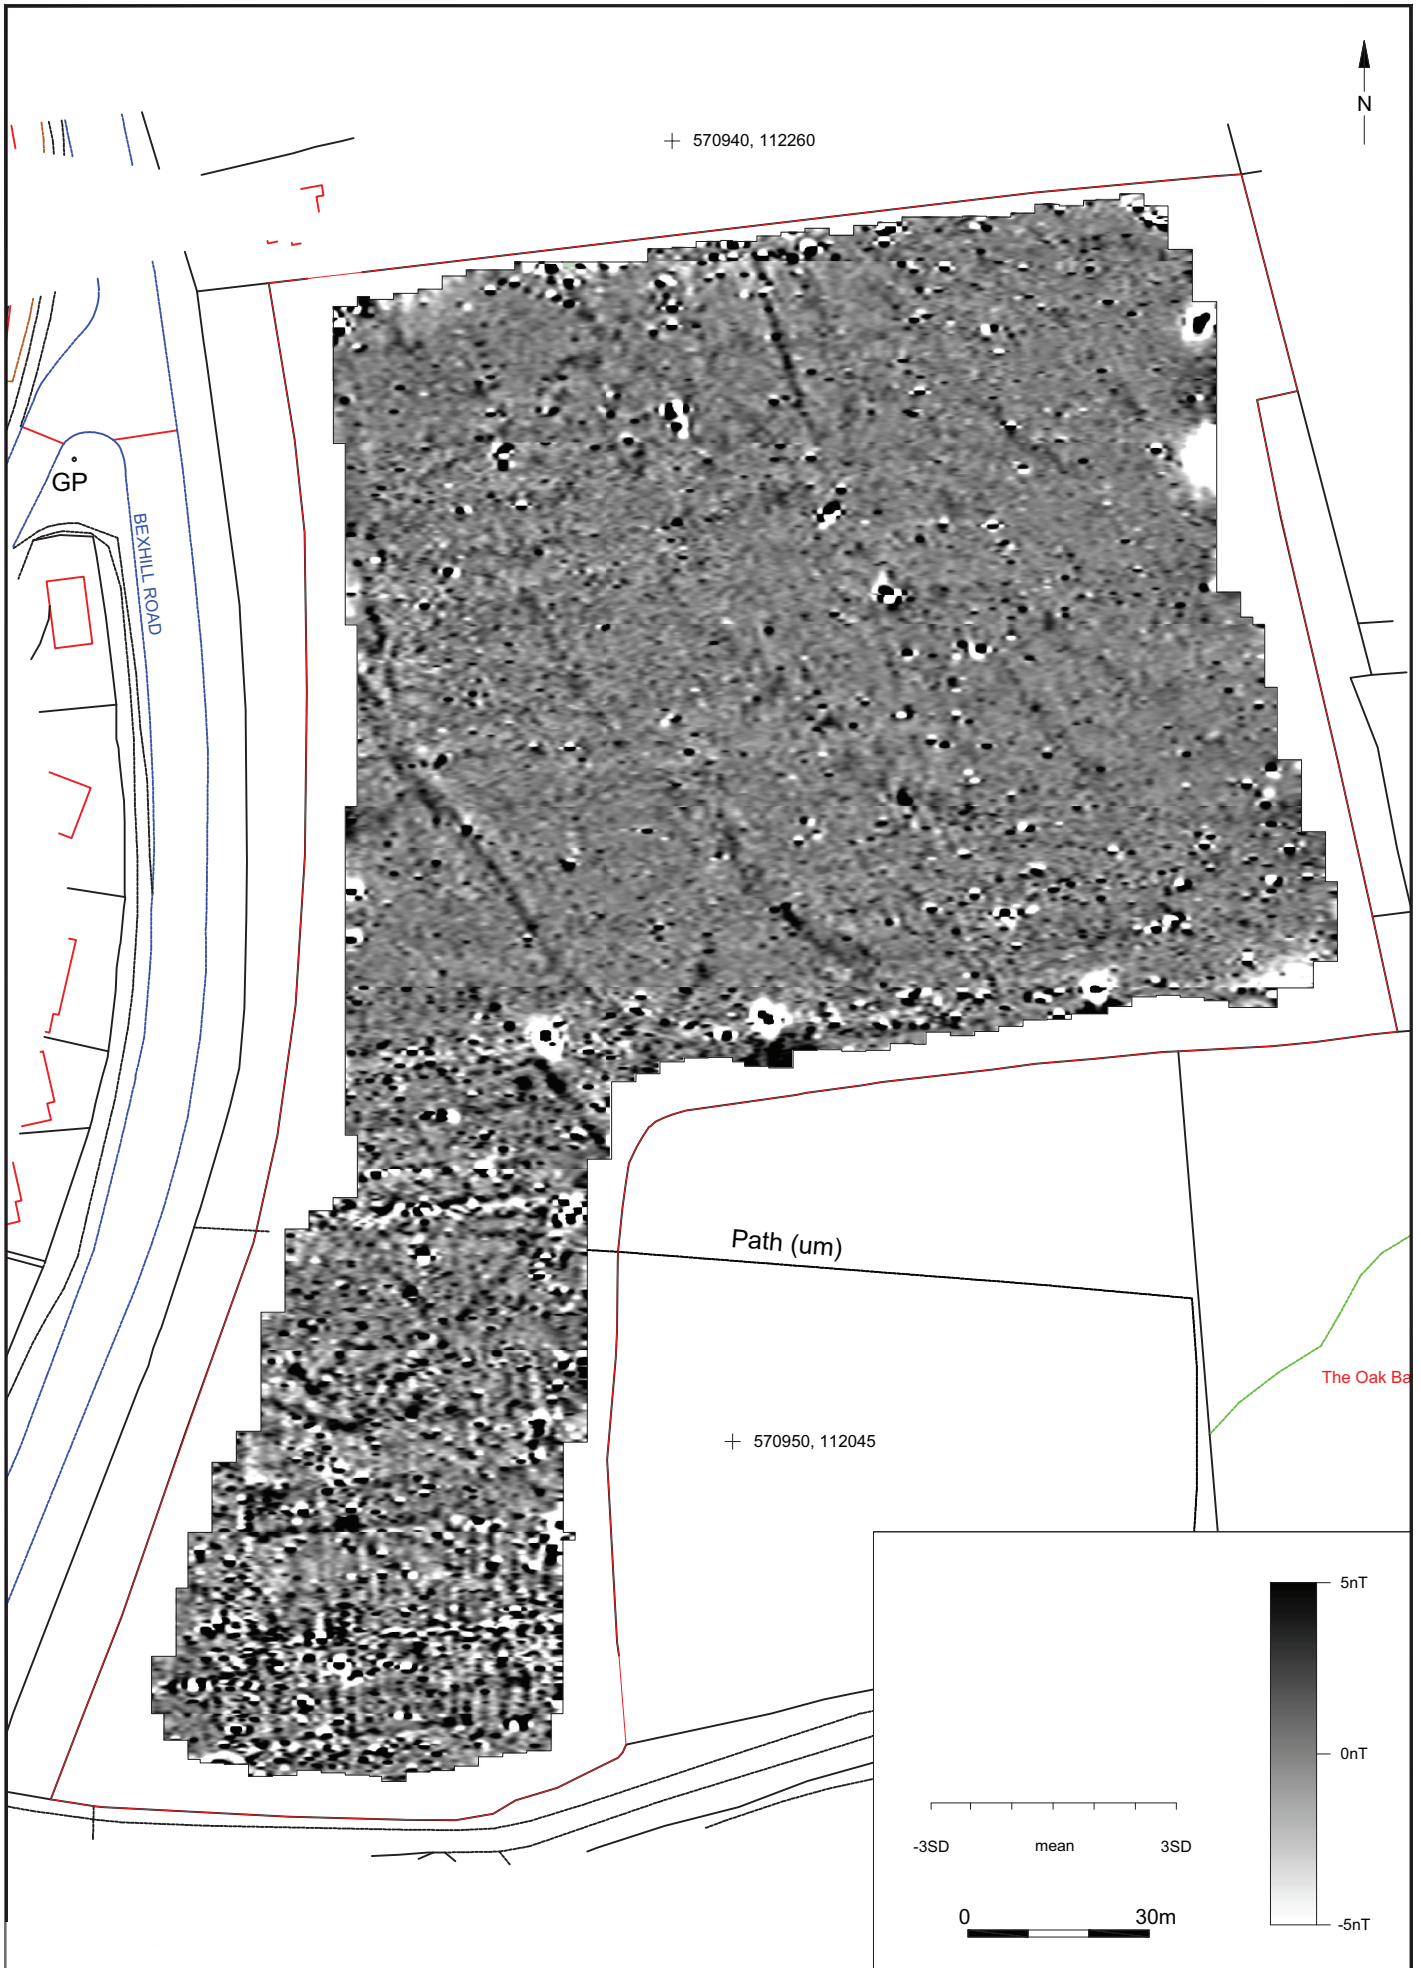 N
570940, 112260
GP
BEXHILL ROAD
Path (um)
The Oak Ba
570950, 112045
5nT
0nT
-3SD mean 3SD
0 30m
-5nT